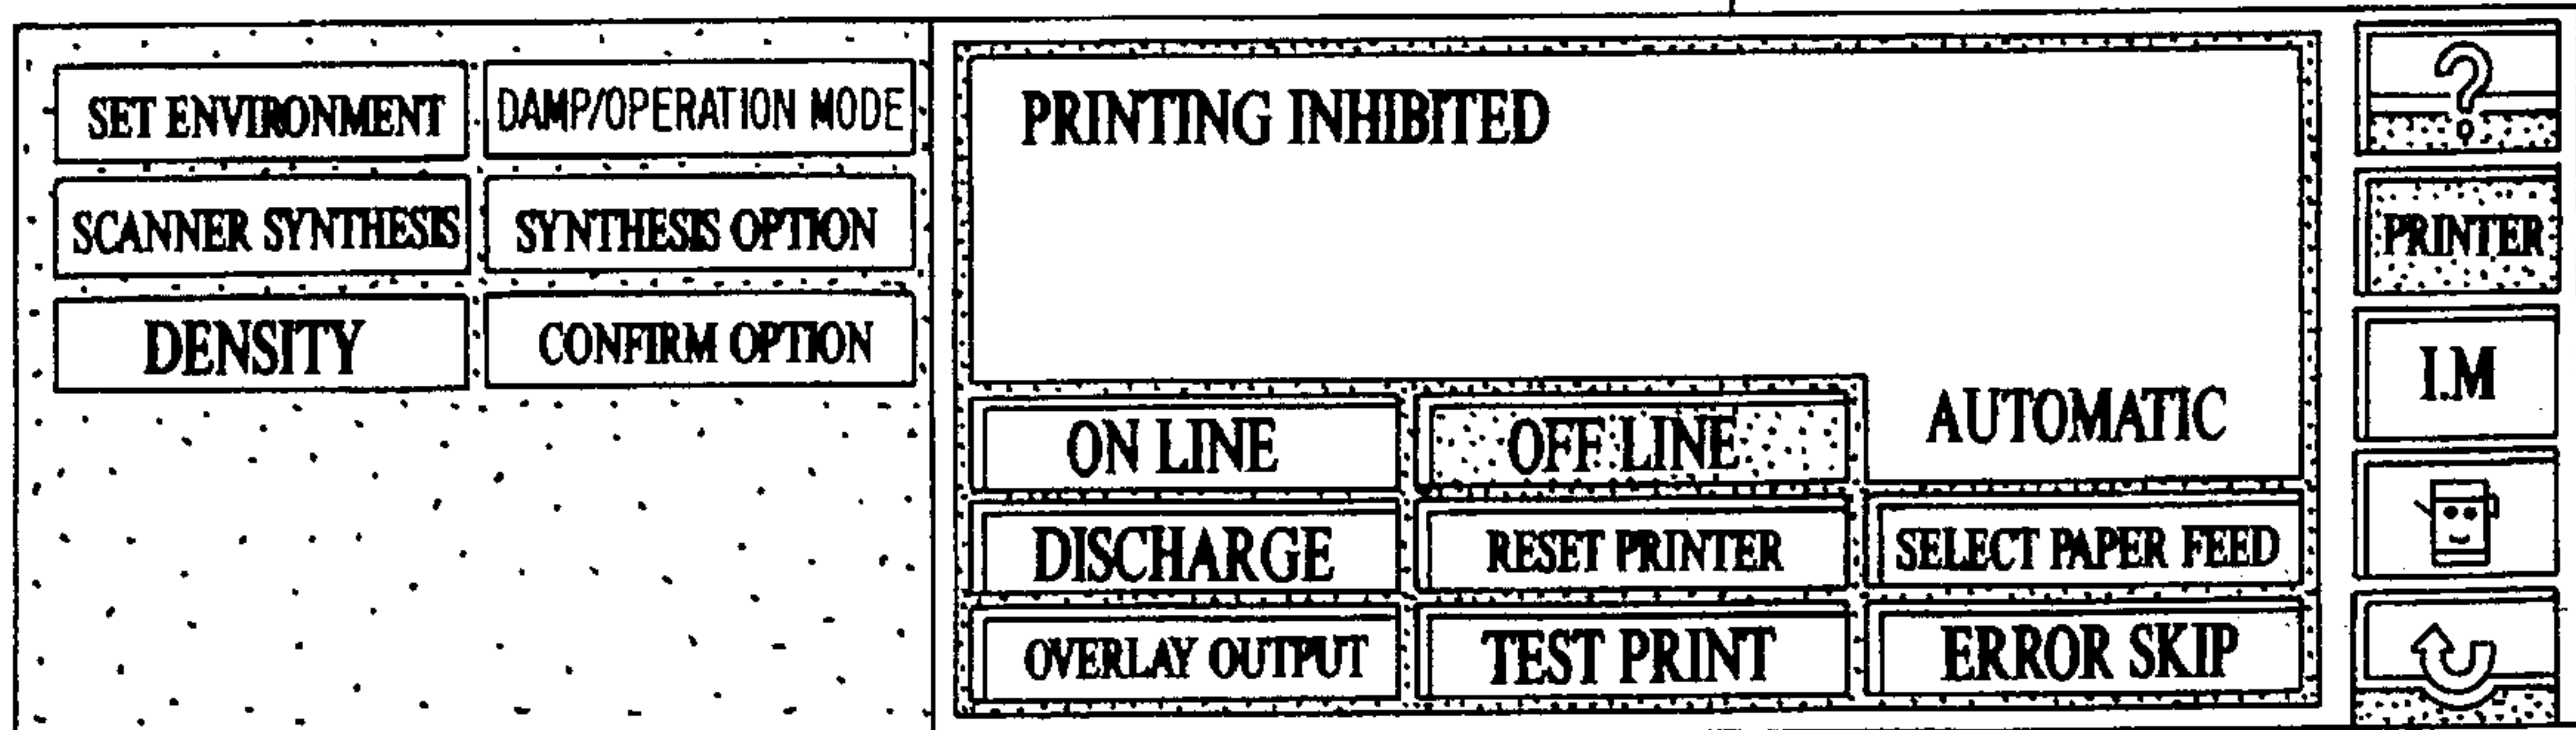 SET ENVIRONMENT
DAMP/OPERATION MODE
SCANNER SYNTHESIS
SYNTHESIS OPTION
DENSITY
CONFIRM OPTION
PRINTING INHIBITED
AUTOMATIC
ON LINE
OFF LINE
DISCHARGE
RESET PRINTER
SELECT PAPER FEED
OVERLAY OUTPUT
TEST PRINT
ERROR SKIP
?
PRINTER
I.M